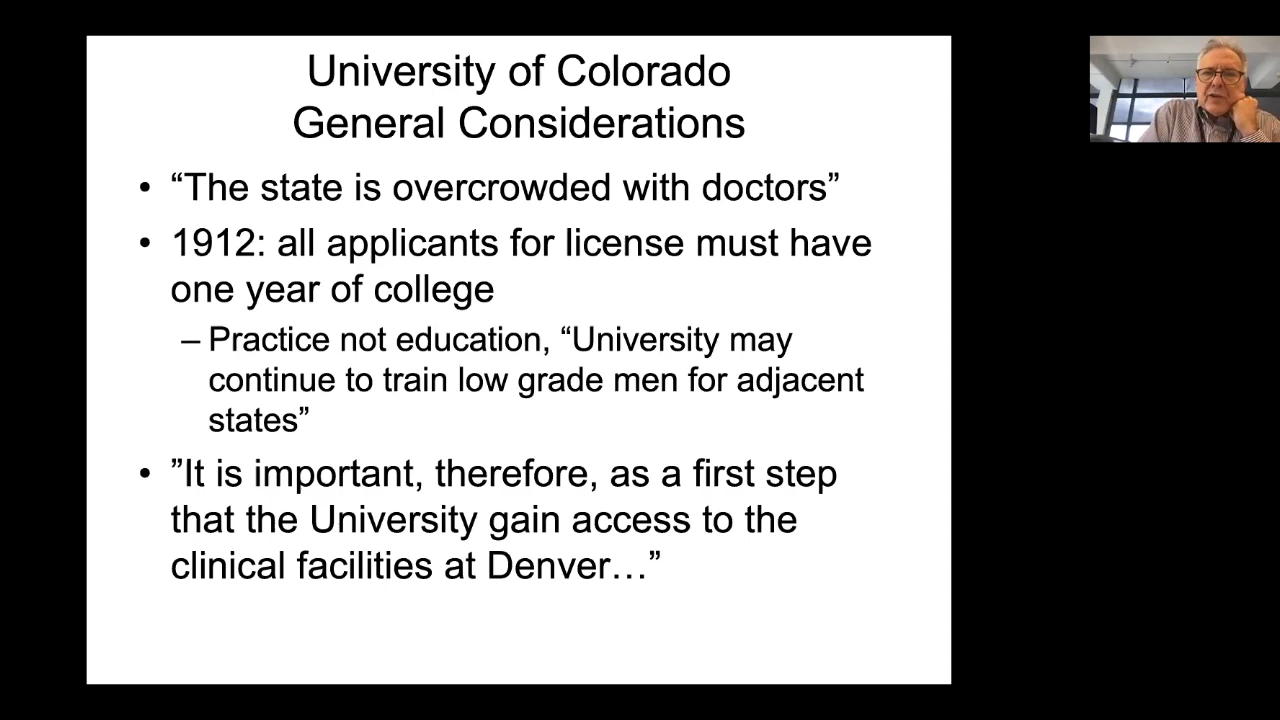 University of Colorado
General Considerations
• “The state is overcrowded with doctors”
• 1912: all applicants for license must have
one year of college
– Practice not education, “University may
continue to train low grade men for adjacent
states”
• ”It is important, therefore, as a first step
that the University gain access to the
clinical facilities at Denver…”